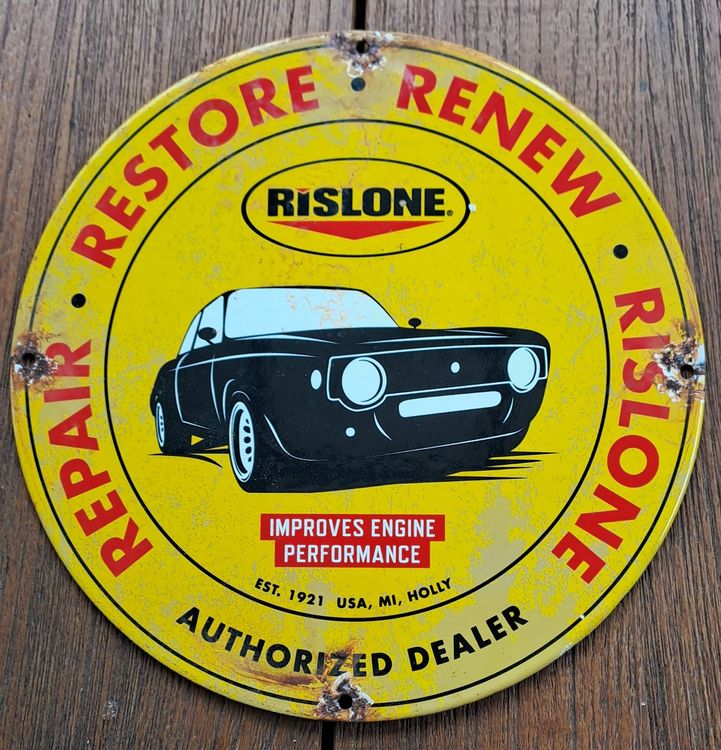 REPAIR • RESTORE • RENEW • RISLONE
RISLONE®
IMPROVES ENGINE
PERFORMANCE
EST. 1921 USA, MI, HOLLY
AUTHORIZED DEALER